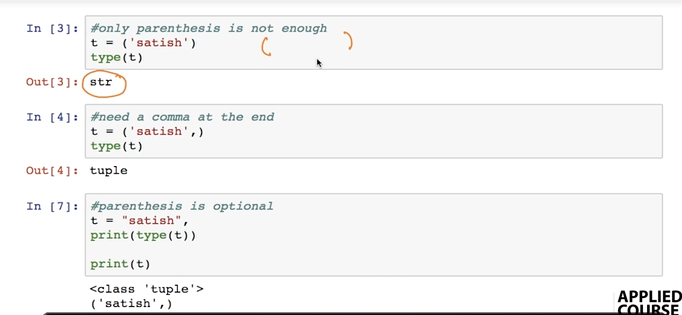 In [3]: #only parenthesis is not enough
t = ('satish')
type(t)
Out[3]: str
In [4]: #need a comma at the end
t = ('satish',)
type(t)
Out[4]: tuple
In [7]: #parenthesis is optional
t = "satish",
print(type(t))
print(t)
<class 'tuple'>
('satish',)
APPLIED
COURSE